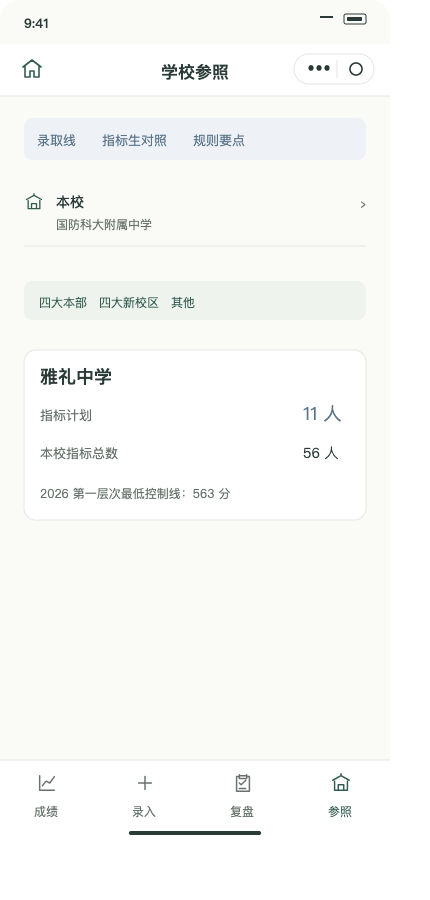 9:41
学校参照
录取线 指标生对照 规则要点
本校
国防科大附属中学
四大本部 四大新校区 其他
雅礼中学
指标计划 11 人
本校指标总数 56 人
2026 第一层次最低控制线：563 分
成绩 录入 复盘 参照